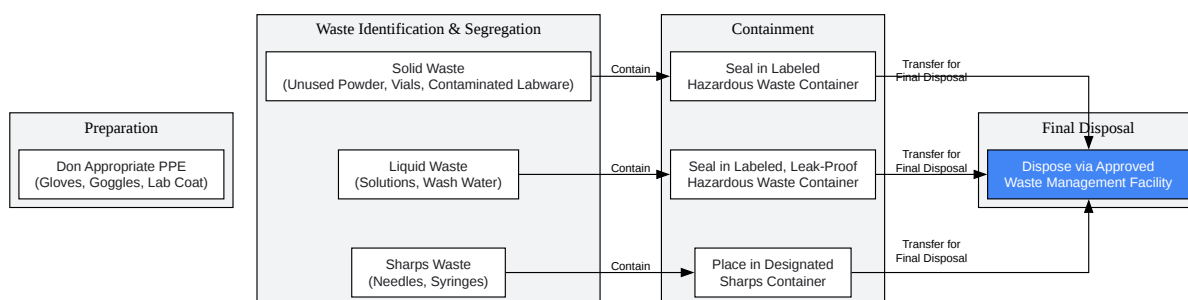 Preparation
Don Appropriate PPE
(Gloves, Goggles, Lab Coat)
Waste Identification & Segregation
Solid Waste
(Unused Powder, Vials, Contaminated Labware)
Liquid Waste
(Solutions, Wash Water)
Sharps Waste
(Needles, Syringes)
Contain
Contain
Contain
Containment
Seal in Labeled
Hazardous Waste Container
Seal in Labeled, Leak-Proof
Hazardous Waste Container
Place in Designated
Sharps Container
Transfer for
Final Disposal
Transfer for
Final Disposal
Transfer for
Final Disposal
Final Disposal
Dispose via Approved
Waste Management Facility